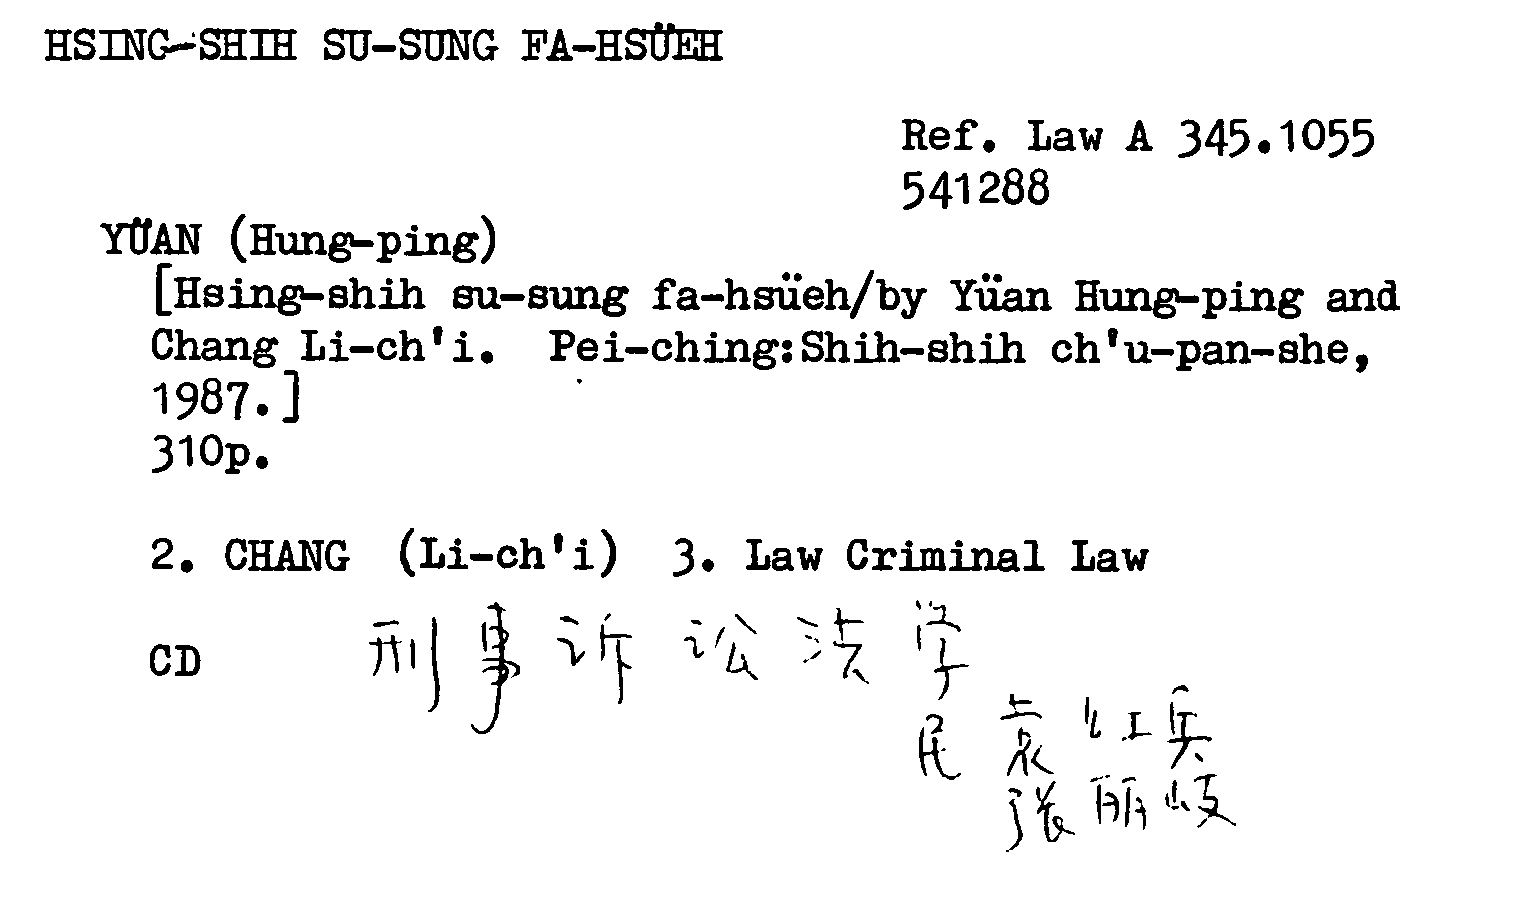 HSING-SHIH SU-SUNG FA-HSÜEH
Ref. Law A 345.1055
541288
YÜAN (Hung-ping)
[Hsing-shih su-sung fa-hsüeh/by Yüan Hung-ping and
Chang Li-ch'i. Pei-ching:Shih-shih ch'u-pan-she,
1987.]
310p.
2. CHANG (Li-ch'i) 3. Law Criminal Law
CD 刑事诉讼法学
民 袁红兵
張丽岐